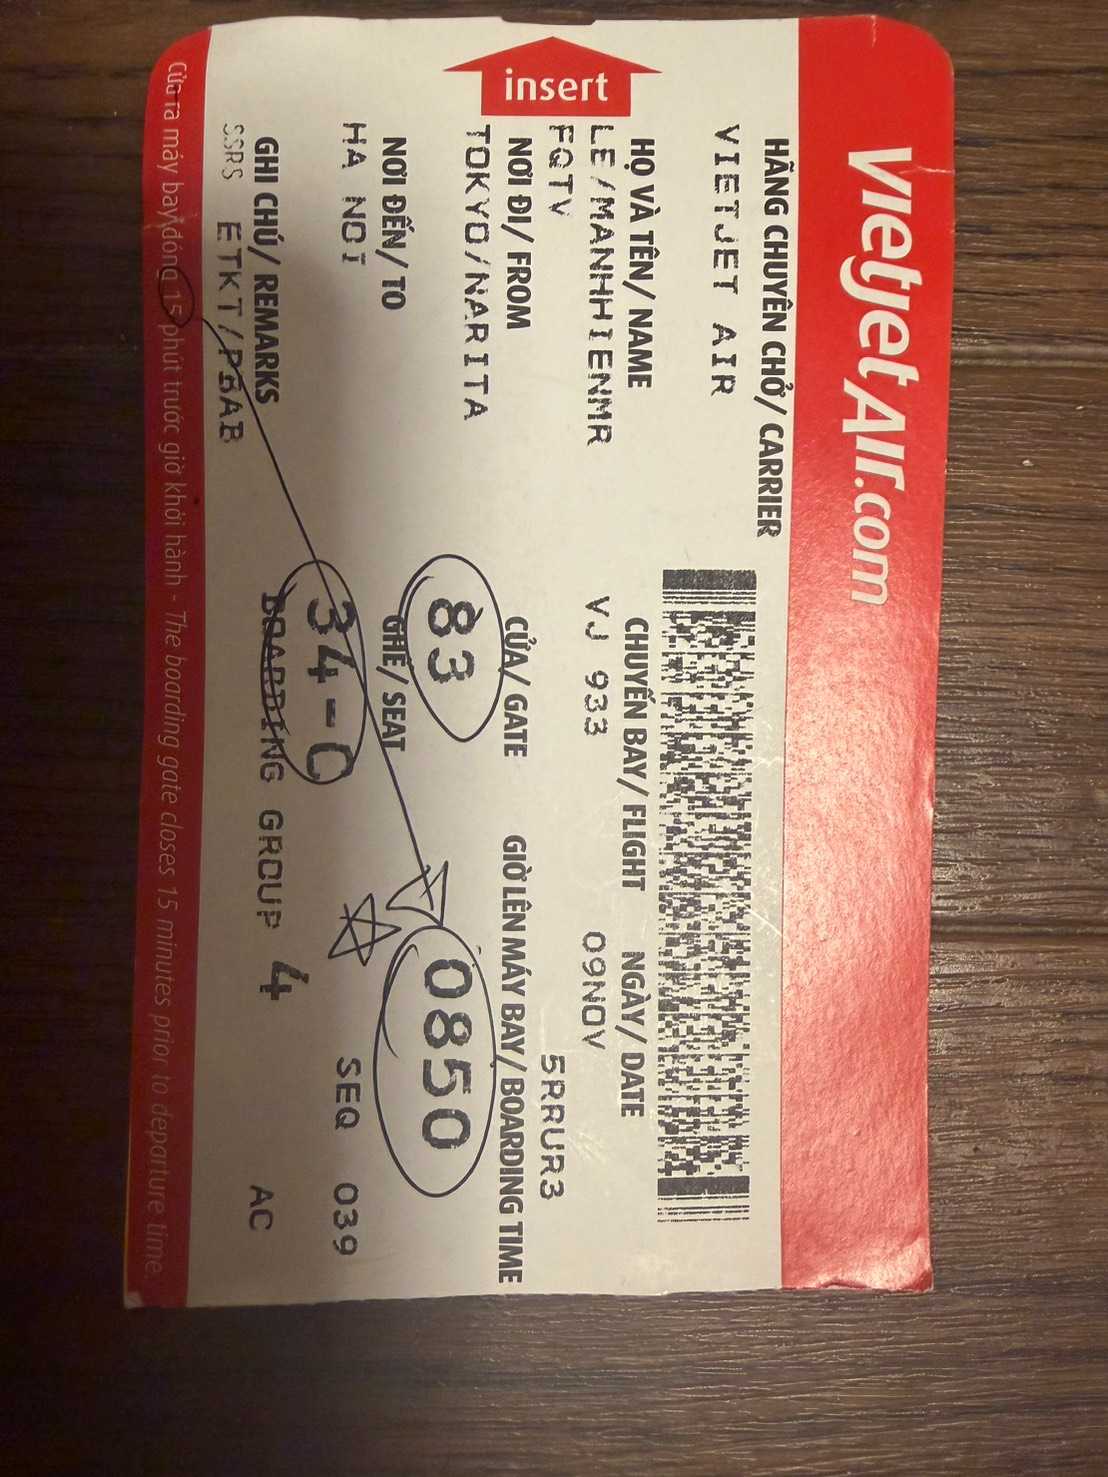 vietjetAir.com
insert
HÃNG CHUYÊN CHỞ/ CARRIER
VIETJET AIR
HỌ VÀ TÊN/ NAME
CHUYẾN BAY/ FLIGHT
NGÀY/ DATE
LE/MANHHIENMR
VJ 933
09NOV
FQTV
5RRUR3
NƠI ĐI/ FROM
CỬA/ GATE
GIỜ LÊN MÁY BAY/ BOARDING TIME
TOKYO/NARITA
83
0850
NƠI ĐẾN/ TO
GHẾ/ SEAT
HA NOI
34-C
SEQ 039
GHI CHÚ/ REMARKS
BOARDING GROUP 4
AC
SSRS ETKT/PBAB
Cửa ra máy bay đóng 15 phút trước giờ khởi hành - The boarding gate closes 15 minutes prior to departure time.